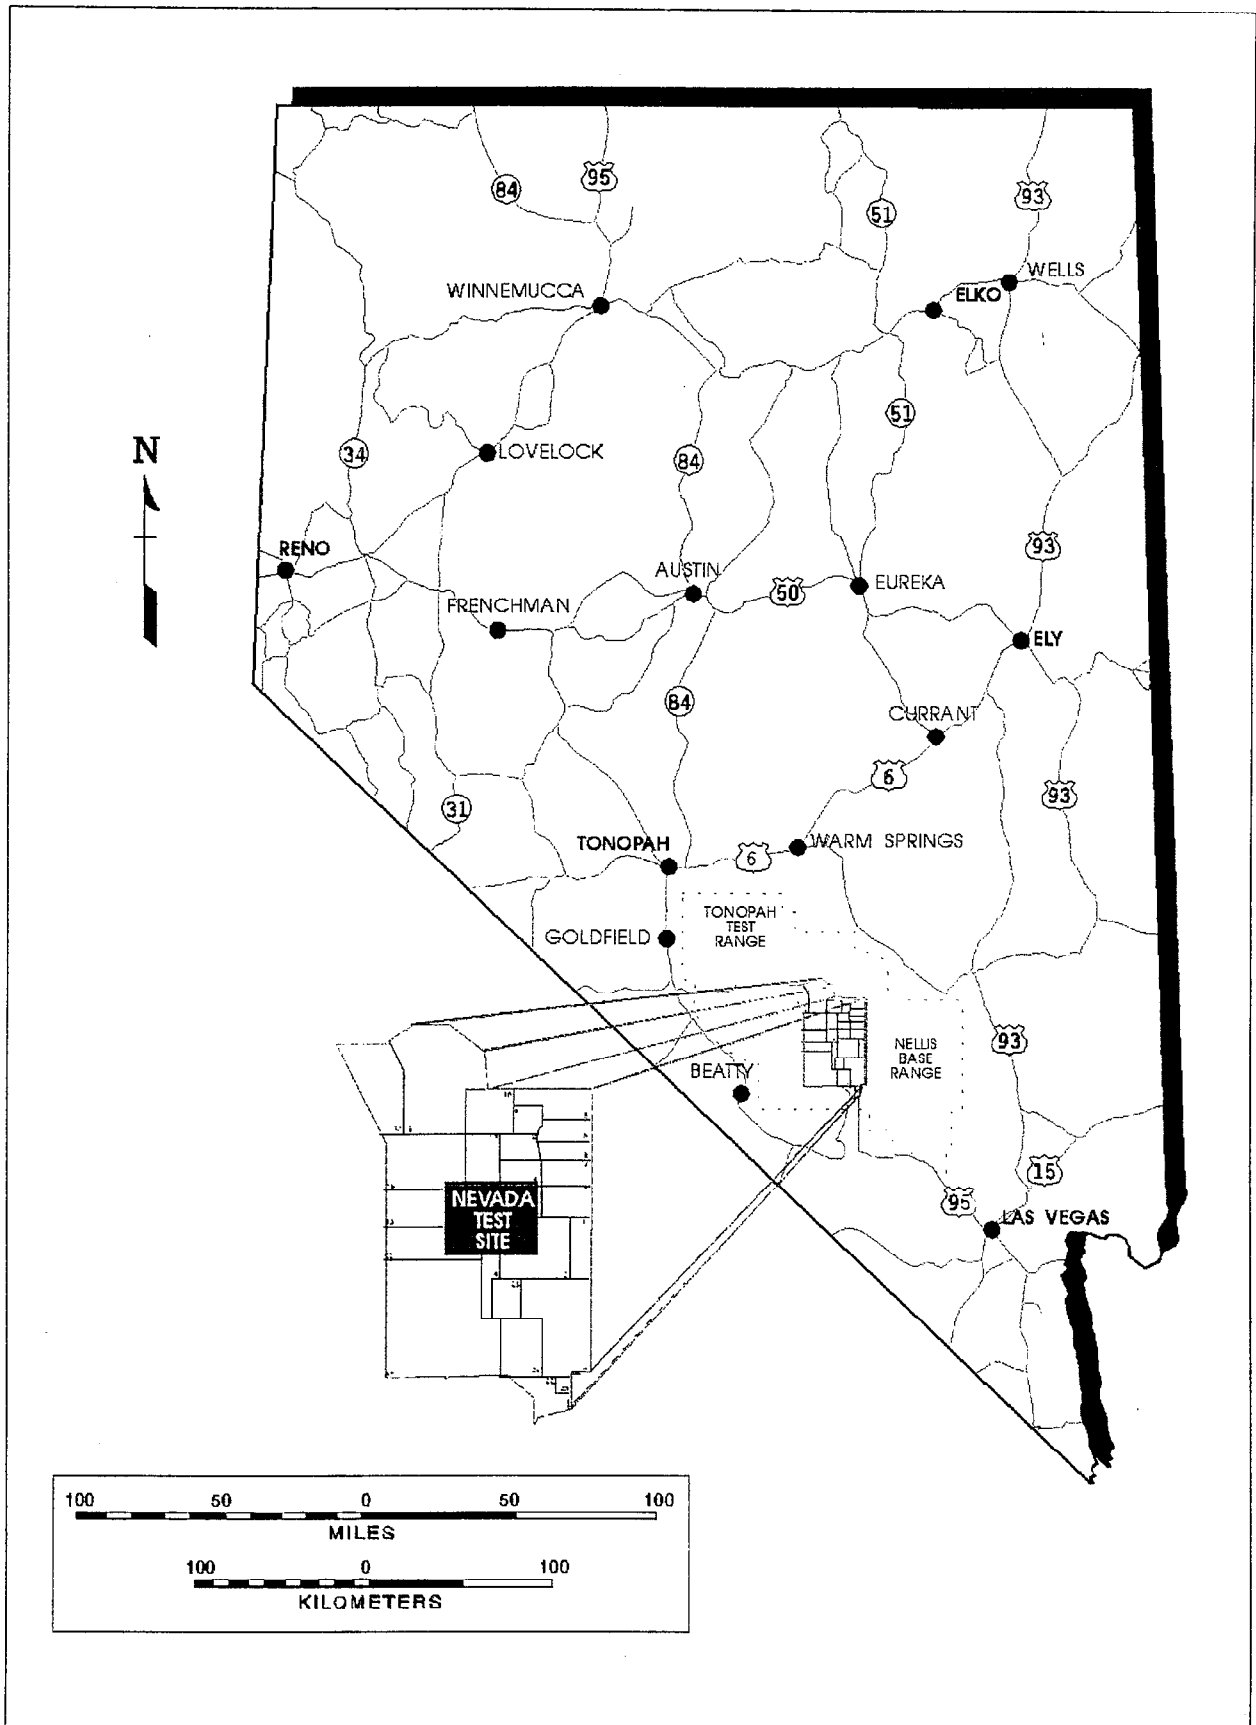 84
95
93
51
WELLS
WINNEMUCCA
ELKO
51
N
34
LOVELOCK
84
RENO
93
AUSTIN
50
EUREKA
FRENCHMAN
ELY
84
CURRANT
6
93
31
TONOPAH
6
WARM SPRINGS
TONOPAH
TEST
RANGE
GOLDFIELD
93
NELLIS
BASE
RANGE
BEATTY
15
NEVADA
TEST
SITE
95
LAS VEGAS
100 50 0 50 100
MILES
100 0 100
KILOMETERS